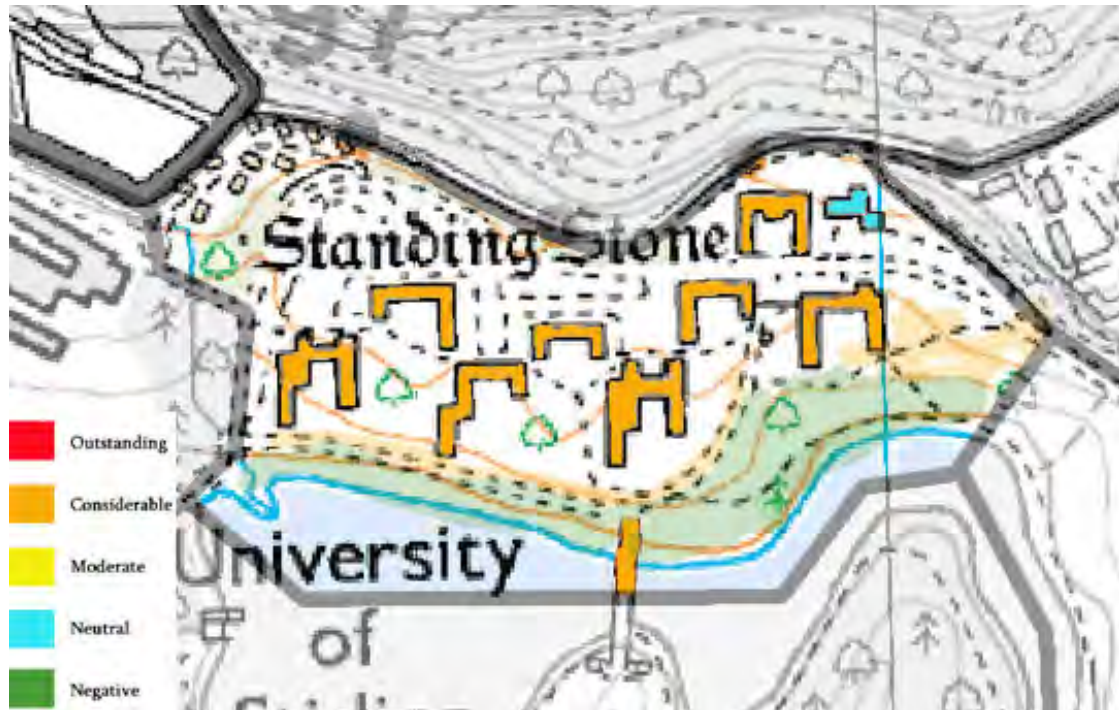 Standing Stone
University
of
Outstanding
Considerable
Moderate
Neutral
Negative